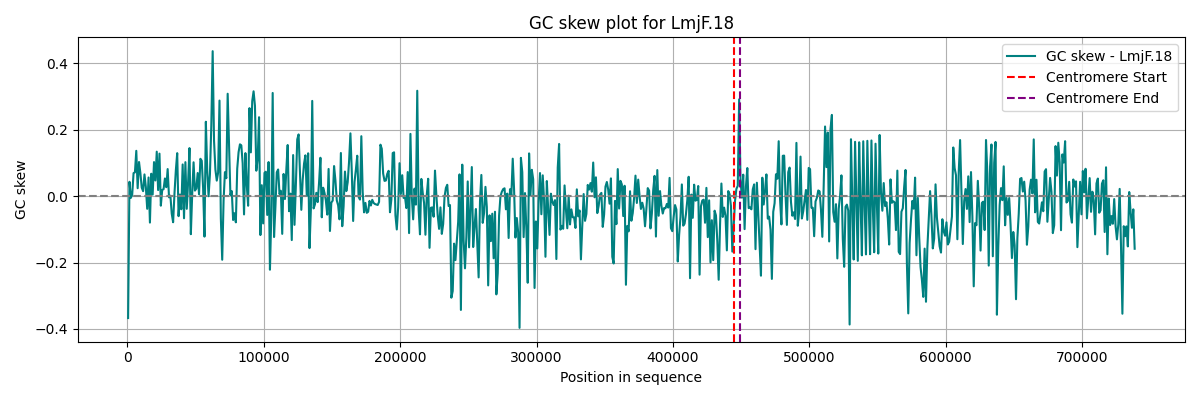 GC skew plot for LmjF.18
GC skew
0.4
0.2
0.0
−0.2
−0.4
GC skew - LmjF.18
Centromere Start
Centromere End
0 100000 200000 300000 400000 500000 600000 700000
Position in sequence